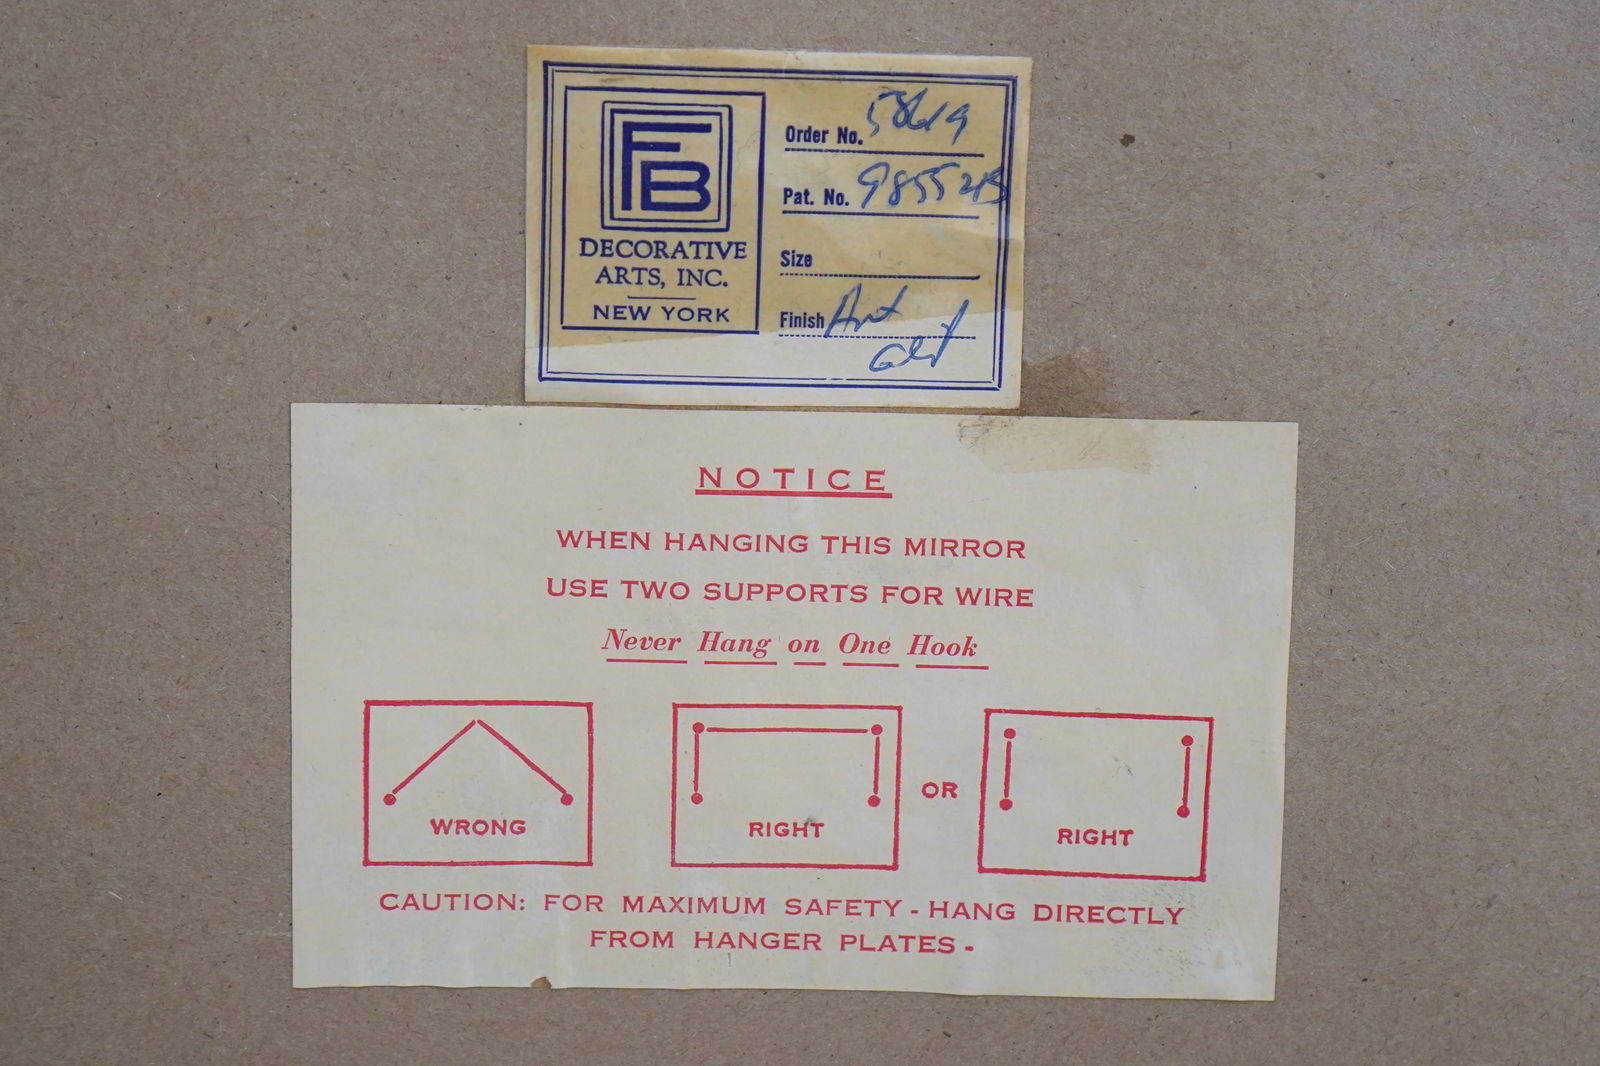 FB
DECORATIVE
ARTS, INC.
NEW YORK
Order No. 58619
Pat. No.
Size
Finish Ant
NOTICE
WHEN HANGING THIS MIRROR
USE TWO SUPPORTS FOR WIRE
Never Hang on One Hook
WRONG
RIGHT
OR
RIGHT
CAUTION: FOR MAXIMUM SAFETY - HANG DIRECTLY
FROM HANGER PLATES -